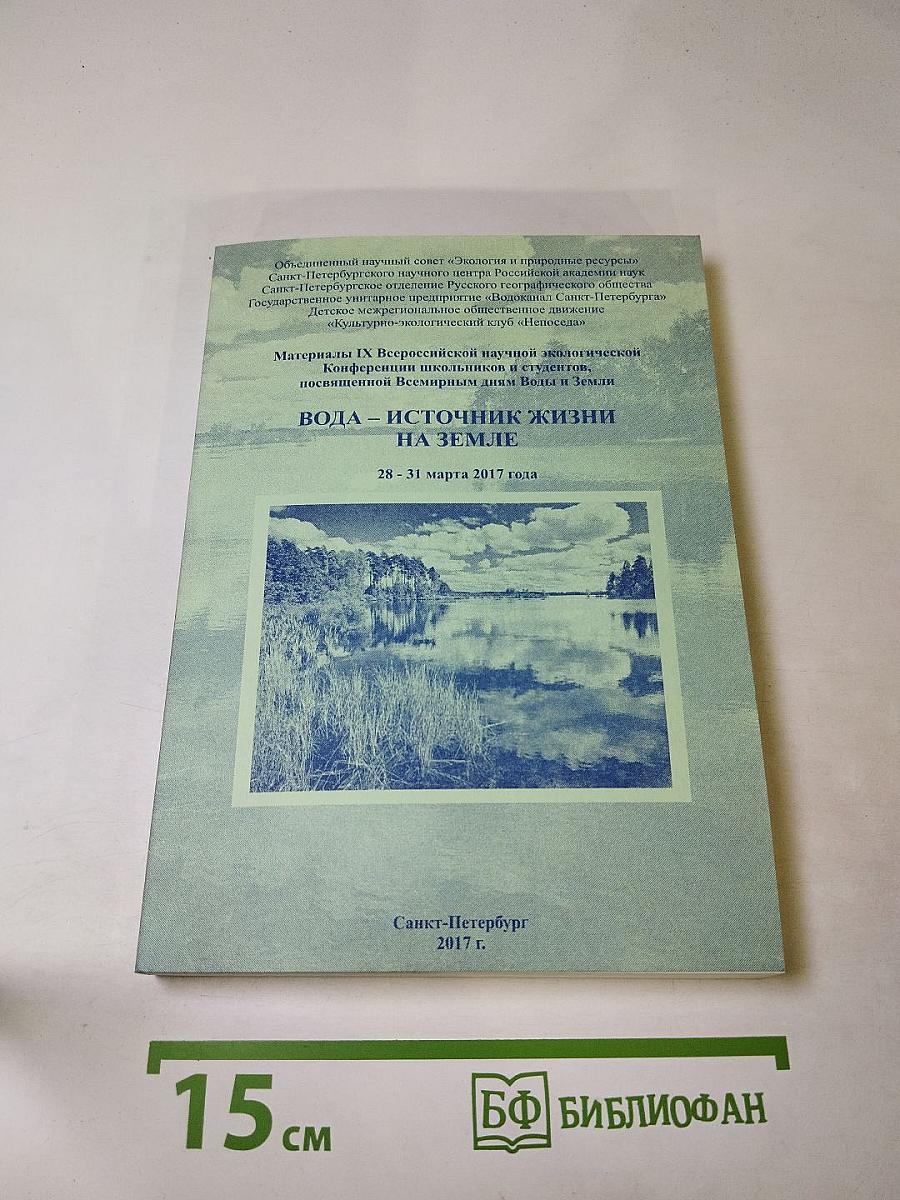 Объединенный научный совет «Экология и природные ресурсы»
Санкт-Петербургского научного центра Российской академии наук
Санкт-Петербургское отделение Русского географического общества
Государственное унитарное предприятие «Водоканал Санкт-Петербурга»
Детское межрегиональное общественное движение
«Культурно-экологический клуб «Непоседа»
Материалы IX Всероссийской научной экологической
Конференции школьников и студентов,
посвященной Всемирным дням Воды и Земли
ВОДА – ИСТОЧНИК ЖИЗНИ
НА ЗЕМЛЕ
28 - 31 марта 2017 года
Санкт-Петербург
2017 г.
15 см
БФ БИБЛИОФАН